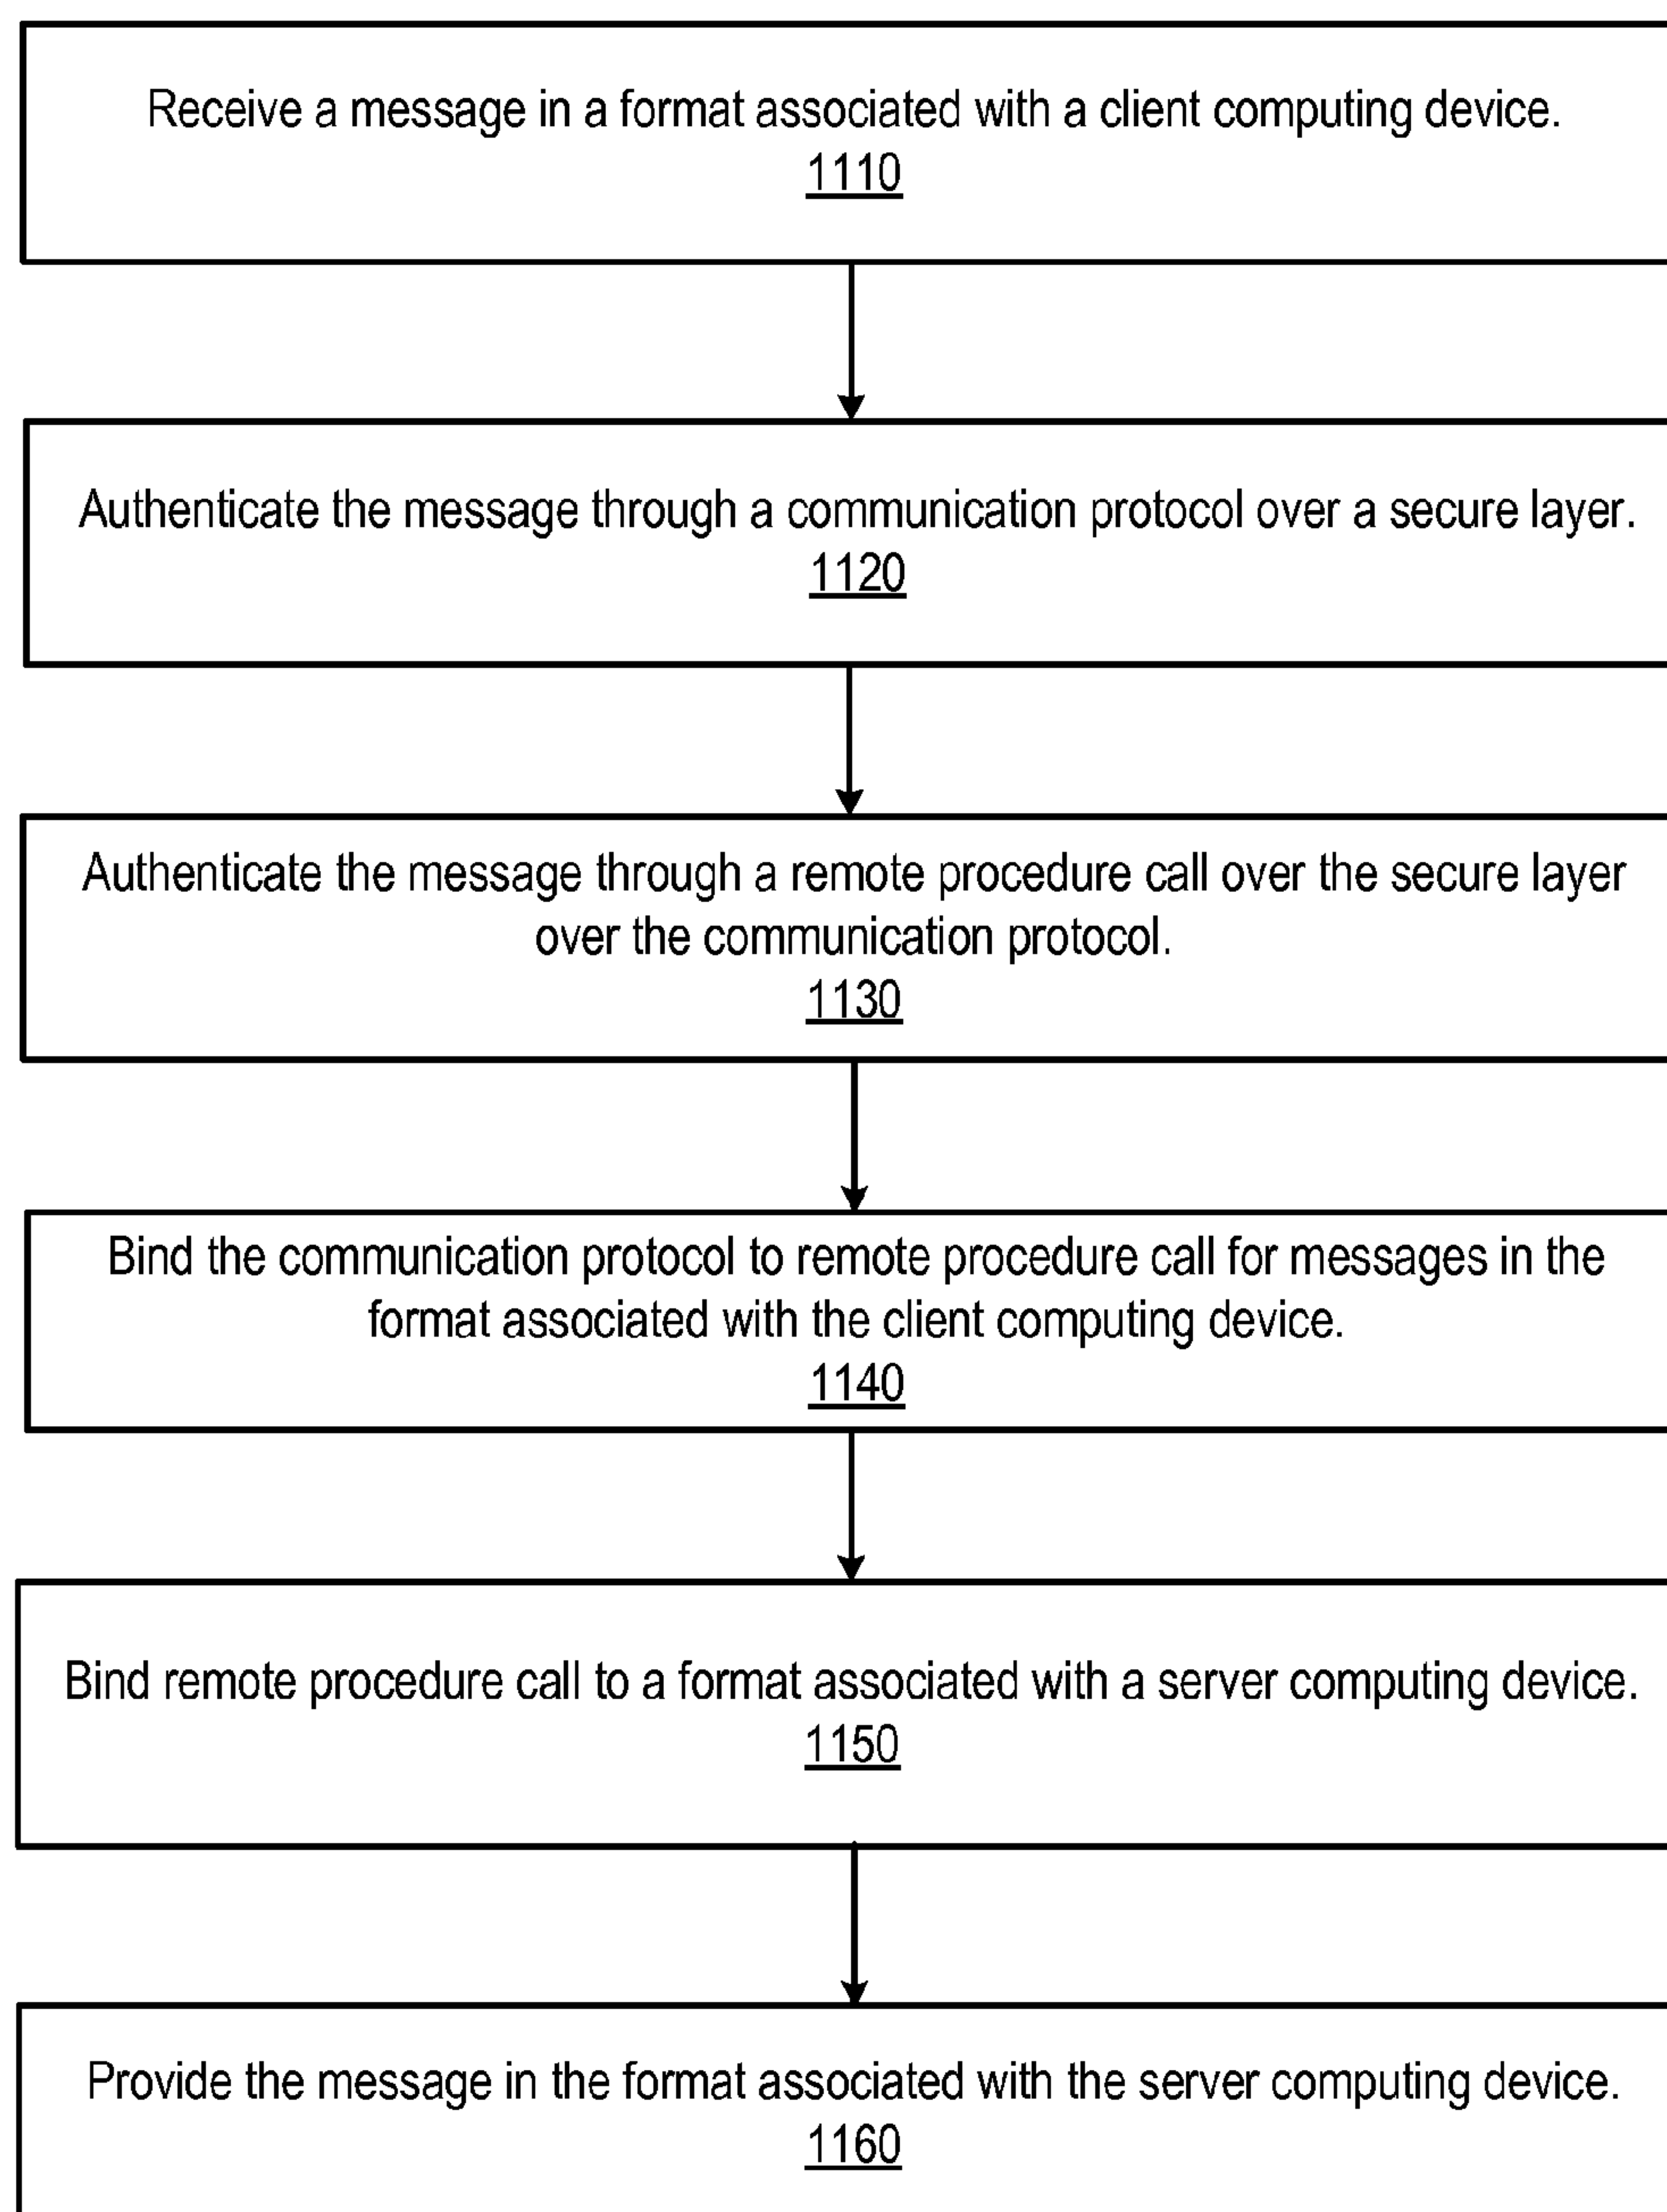 Receive a message in a format associated with a client computing device.
1110
Authenticate the message through a communication protocol over a secure layer.
1120
Authenticate the message through a remote procedure call over the secure layer
over the communication protocol.
1130
Bind the communication protocol to remote procedure call for messages in the
format associated with the client computing device.
1140
Bind remote procedure call to a format associated with a server computing device.
1150
Provide the message in the format associated with the server computing device.
1160